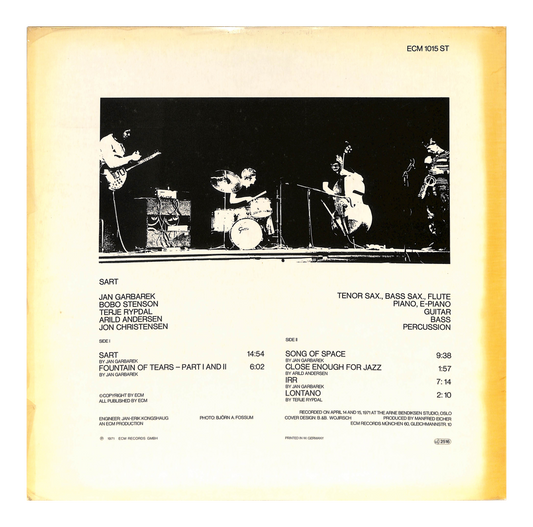 ECM 1015 ST
SART
JAN GARBAREK TENOR SAX., BASS SAX., FLUTE
BOBO STENSON PIANO, E-PIANO
TERJE RYPDAL GUITAR
ARILD ANDERSEN BASS
JON CHRISTENSEN PERCUSSION
SIDE I
SART 14:54
BY JAN GARBAREK
FOUNTAIN OF TEARS – PART I AND II 6:02
BY JAN GARBAREK
SIDE II
SONG OF SPACE 9:38
BY JAN GARBAREK
CLOSE ENOUGH FOR JAZZ 1:57
BY ARILD ANDERSEN
IRR 7:14
BY JAN GARBAREK
LONTANO 2:10
BY TERJE RYPDAL
©COPYRIGHT BY ECM
ALL PUBLISHED BY ECM
ENGINEER JAN-ERIK KONGSHAUG PHOTO: BJÖRN A. FOSSUM
AN ECM PRODUCTION
RECORDED ON APRIL 14 AND 15, 1971 AT THE ARNE BENDIKSEN STUDIO, OSLO
COVER DESIGN: B.&B. WOJIRSCH PRODUCED BY MANFRED EICHER
ECM RECORDS MÜNCHEN 60, GLEICHMANNSTR. 10
℗ 1971 ECM RECORDS GMBH
PRINTED IN W. GERMANY